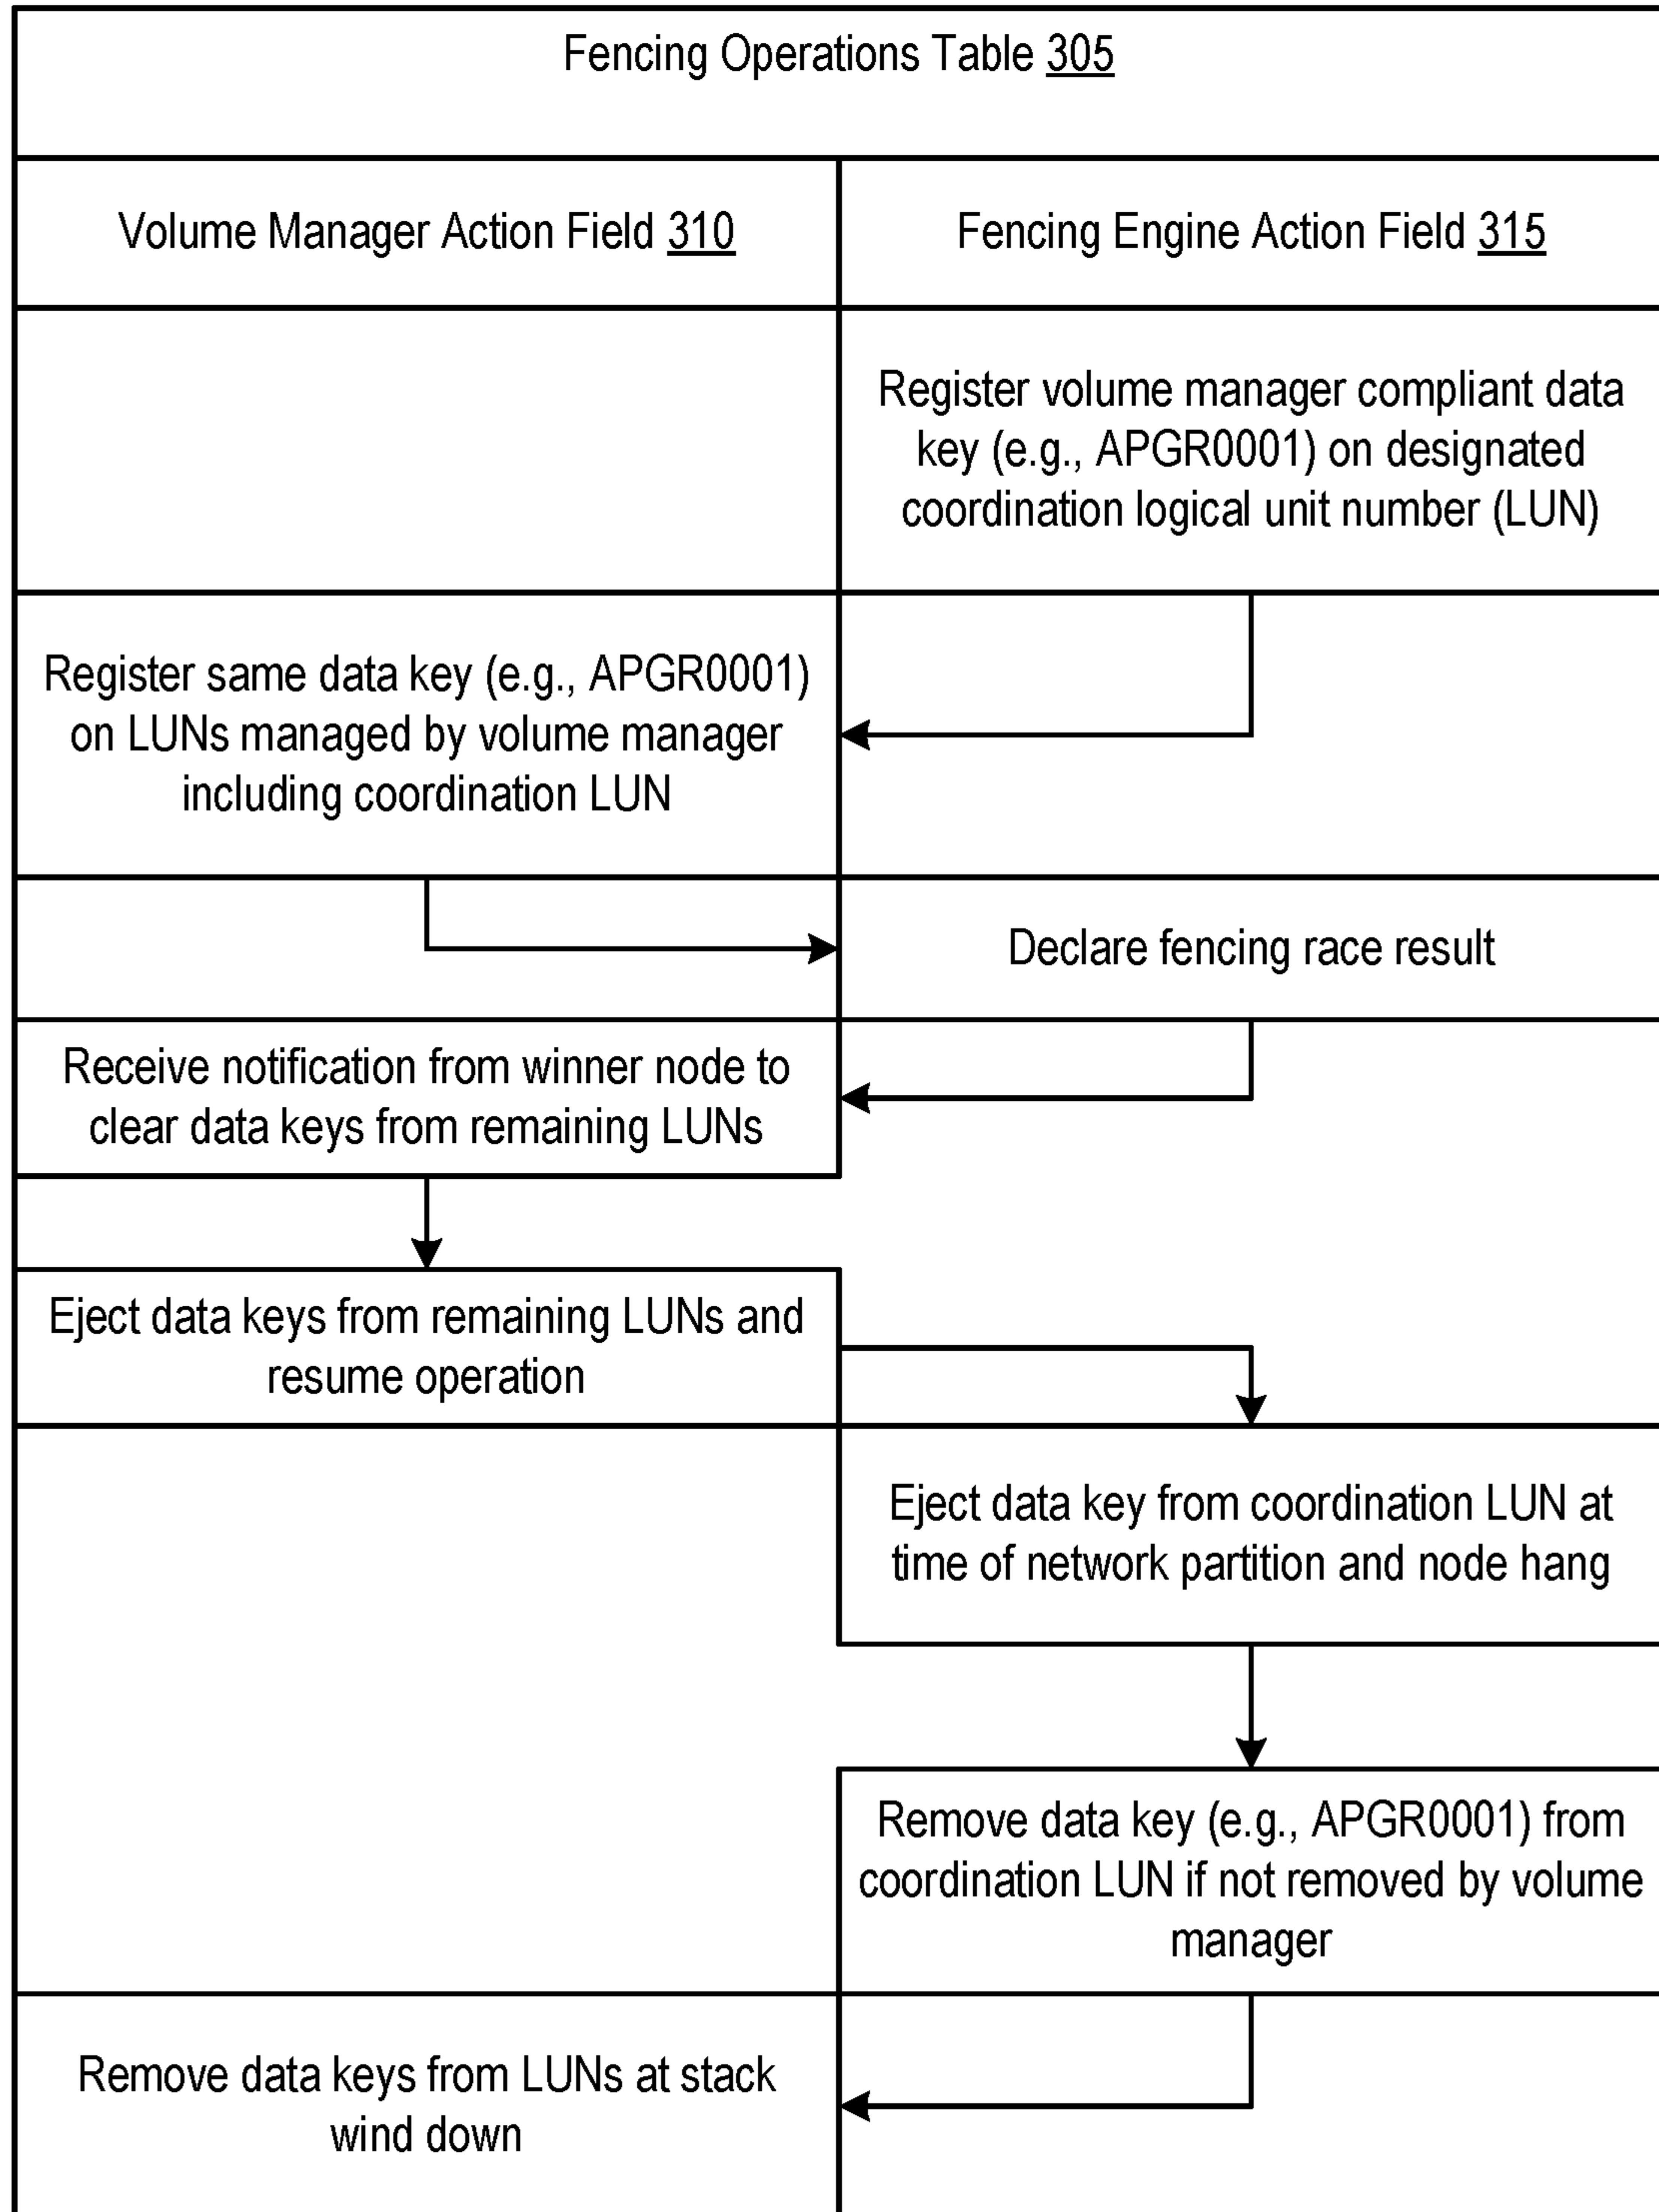 Fencing Operations Table 305
Volume Manager Action Field 310
Fencing Engine Action Field 315
Register volume manager compliant data
key (e.g., APGR0001) on designated
coordination logical unit number (LUN)
Register same data key (e.g., APGR0001)
on LUNs managed by volume manager
including coordination LUN
Declare fencing race result
Receive notification from winner node to
clear data keys from remaining LUNs
Eject data keys from remaining LUNs and
resume operation
Eject data key from coordination LUN at
time of network partition and node hang
Remove data key (e.g., APGR0001) from
coordination LUN if not removed by volume
manager
Remove data keys from LUNs at stack
wind down